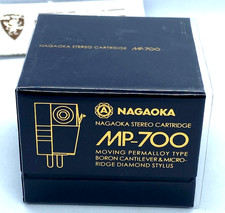 NAGAOKA STEREO CARTRIDGE MP-700
NAGAOKA
NAGAOKA STEREO CARTRIDGE
MP-700
MOVING PERMALLOY TYPE
BORON CANTILEVER & MICRO-
RIDGE DIAMOND STYLUS